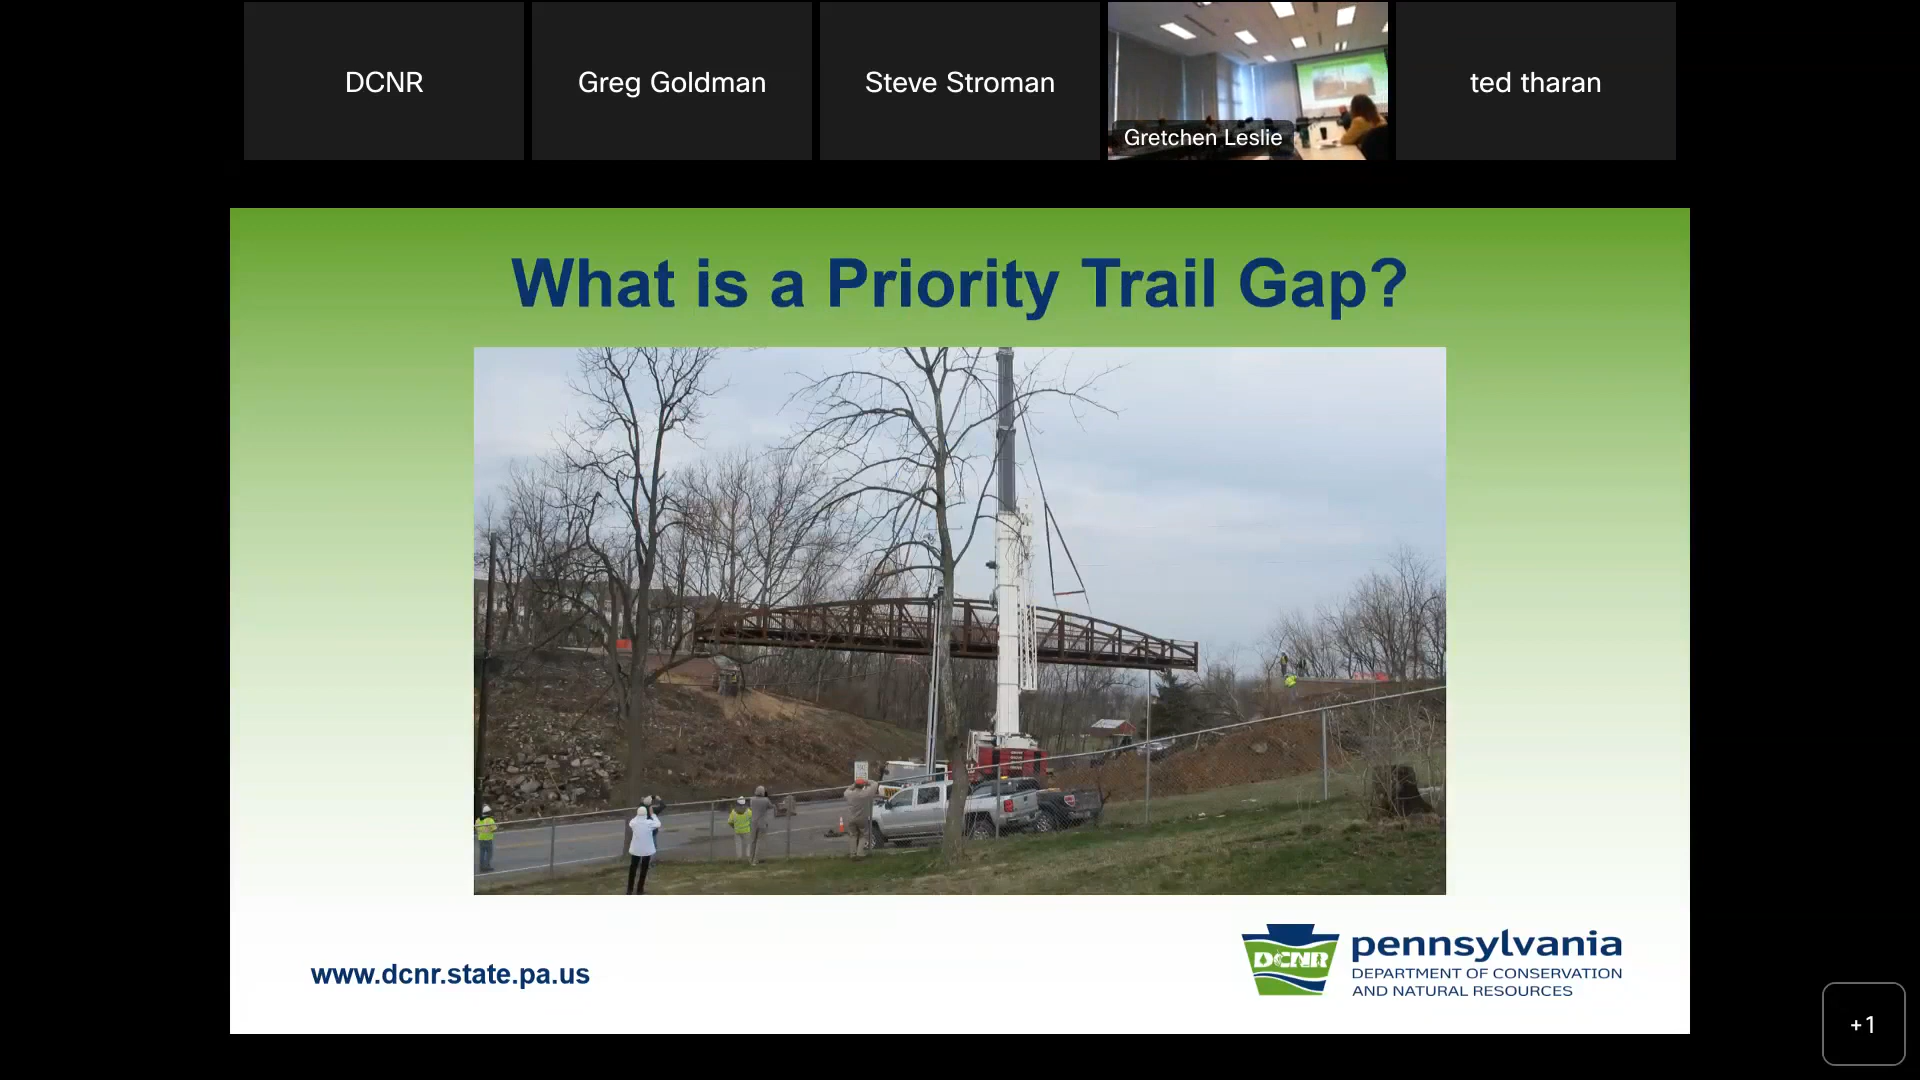 DCNR
Greg Goldman
Steve Stroman
Gretchen Leslie
ted tharan
What is a Priority Trail Gap?
www.dcnr.state.pa.us
DCNR
pennsylvania
DEPARTMENT OF CONSERVATION
AND NATURAL RESOURCES
+1